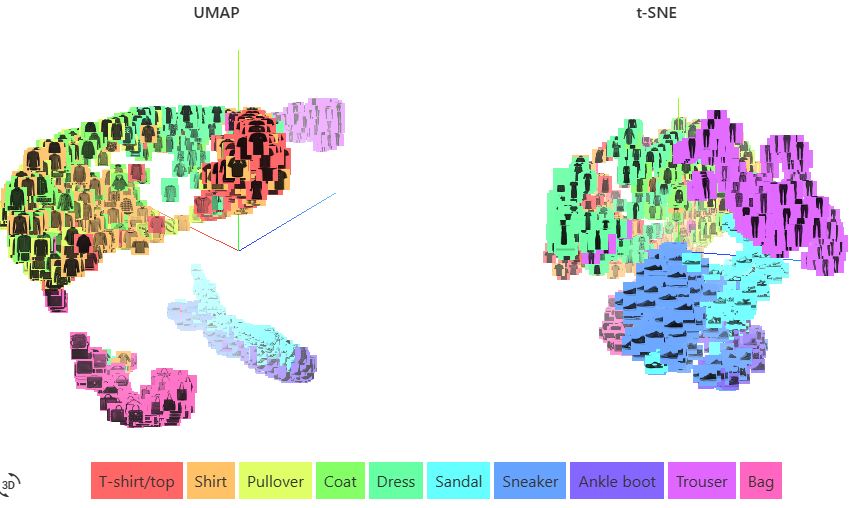 UMAP
t-SNE
3D
T-shirt/top Shirt Pullover Coat Dress Sandal Sneaker Ankle boot Trouser Bag